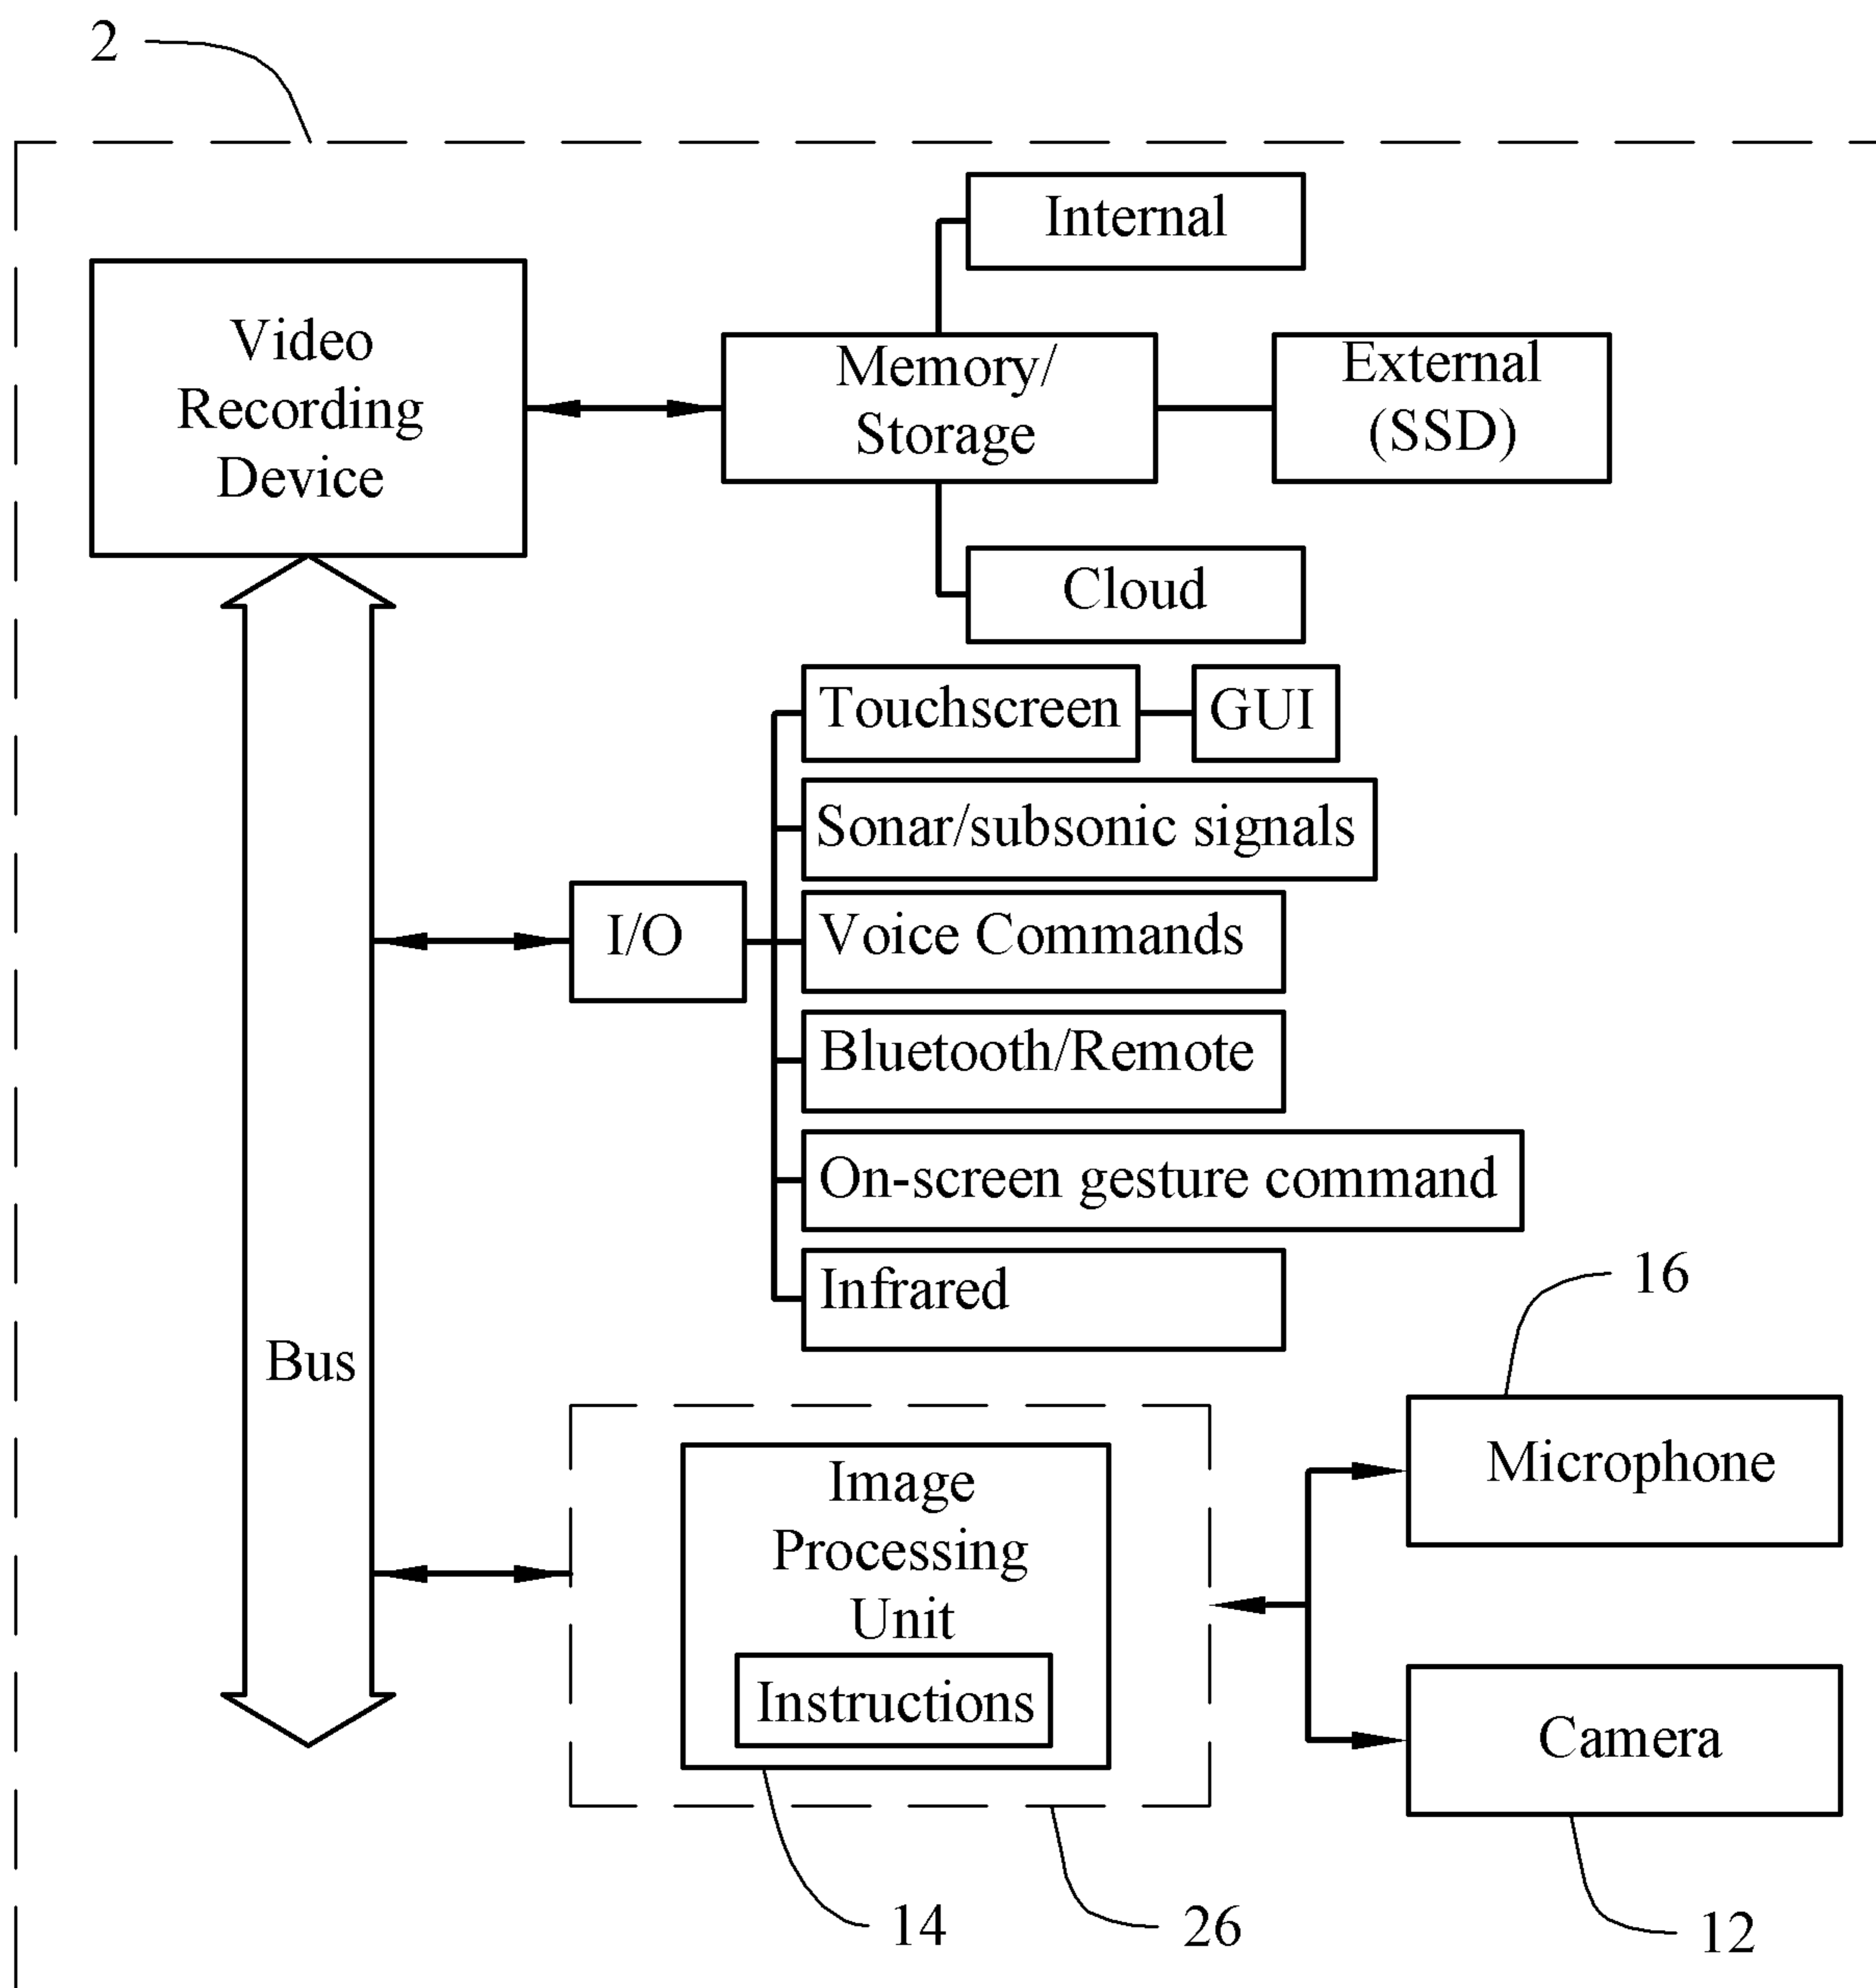 2
Internal
Video
Recording
Device
Memory/
Storage
External
(SSD)
Cloud
Touchscreen
GUI
Sonar/subsonic signals
I/O
Voice Commands
Bluetooth/Remote
On-screen gesture command
Infrared
16
Bus
Microphone
Image
Processing
Unit
Instructions
Camera
14
26
12